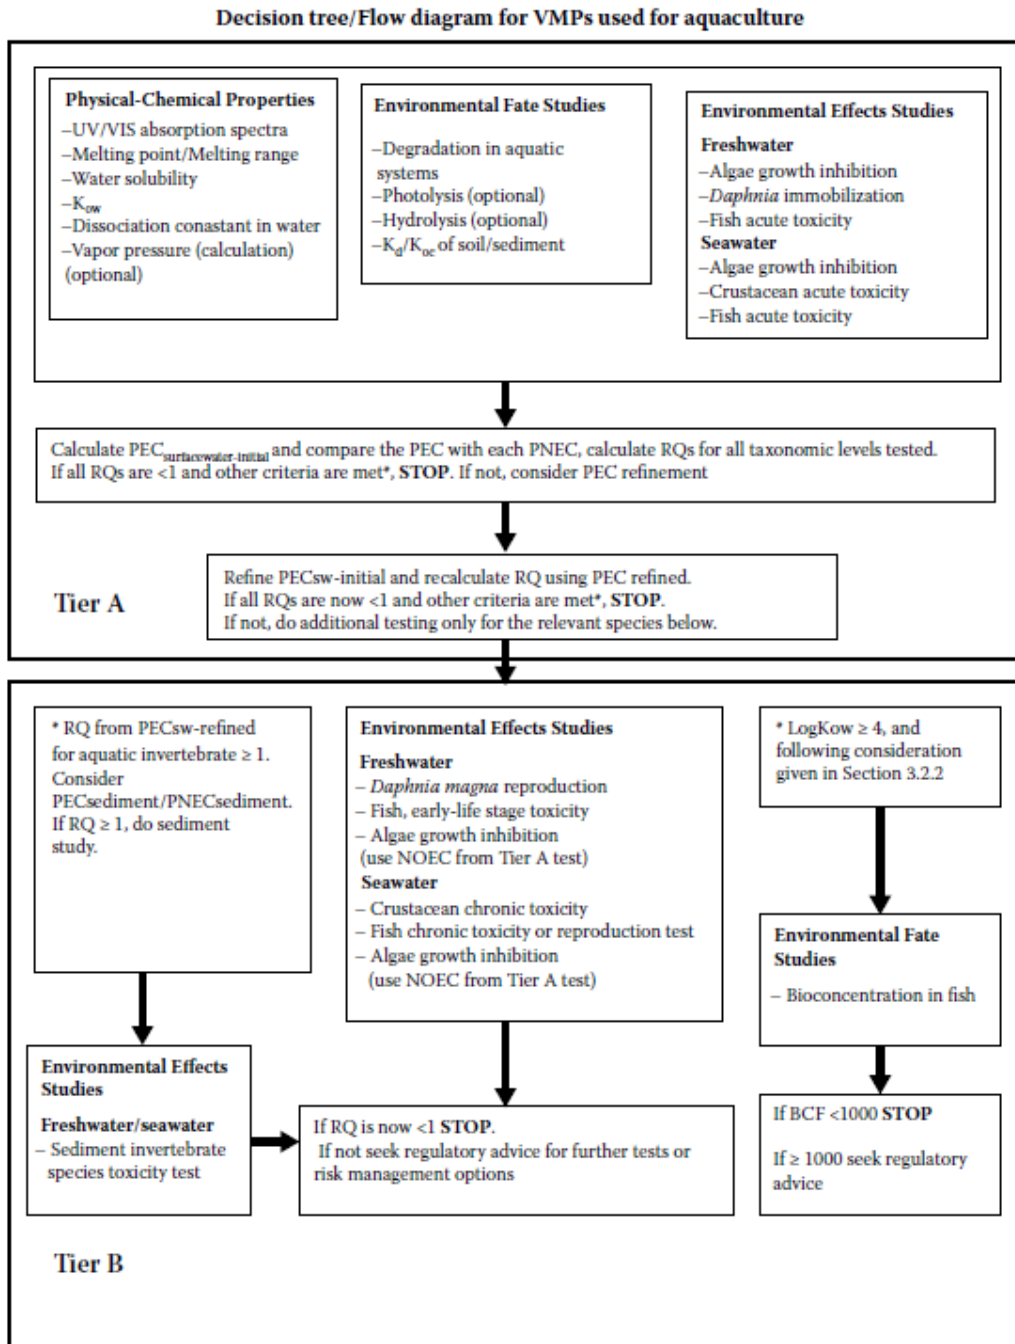 Decision tree/Flow diagram for VMPs used for aquaculture
Physical-Chemical Properties
–UV/VIS absorption spectra
–Melting point/Melting range
–Water solubility
–Kow
–Dissociation conastant in water
–Vapor pressure (calculation)
(optional)
Environmental Fate Studies
–Degradation in aquatic
systems
–Photolysis (optional)
–Hydrolysis (optional)
–Kd/Koc of soil/sediment
Environmental Effects Studies
Freshwater
–Algae growth inhibition
–Daphnia immobilization
–Fish acute toxicity
Seawater
–Algae growth inhibition
–Crustacean acute toxicity
–Fish acute toxicity
Calculate PECsurfacewater-initial and compare the PEC with each PNEC, calculate RQs for all taxonomic levels tested.
If all RQs are <1 and other criteria are met*, STOP. If not, consider PEC refinement
Refine PECsw-initial and recalculate RQ using PEC refined.
If all RQs are now <1 and other criteria are met*, STOP.
If not, do additional testing only for the relevant species below.
Tier A
* RQ from PECsw-refined
for aquatic invertebrate ≥ 1.
Consider
PECsediment/PNECsediment.
If RQ ≥ 1, do sediment
study.
Environmental Effects Studies
Freshwater
– Daphnia magna reproduction
– Fish, early-life stage toxicity
– Algae growth inhibition
(use NOEC from Tier A test)
Seawater
– Crustacean chronic toxicity
– Fish chronic toxicity or reproduction test
– Algae growth inhibition
(use NOEC from Tier A test)
* LogKow ≥ 4, and
following consideration
given in Section 3.2.2
Environmental Fate
Studies
– Bioconcentration in fish
Environmental Effects
Studies
Freshwater/seawater
– Sediment invertebrate
species toxicity test
If RQ is now <1 STOP.
If not seek regulatory advice for further tests or
risk management options
If BCF <1000 STOP
If ≥ 1000 seek regulatory
advice
Tier B